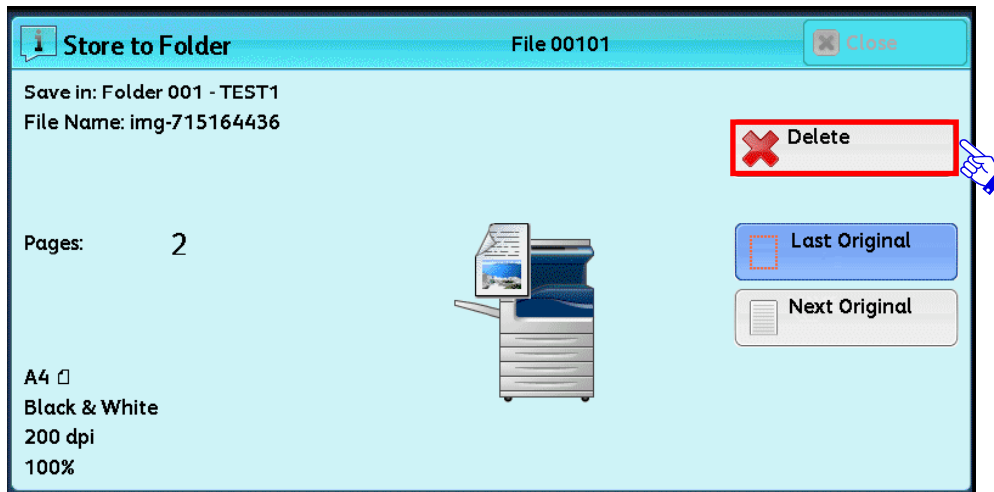 Store to Folder
File 00101
Close
Save in: Folder 001 - TEST1
File Name: img-715164436
Delete
Pages: 2
Last Original
Next Original
A4
Black & White
200 dpi
100%